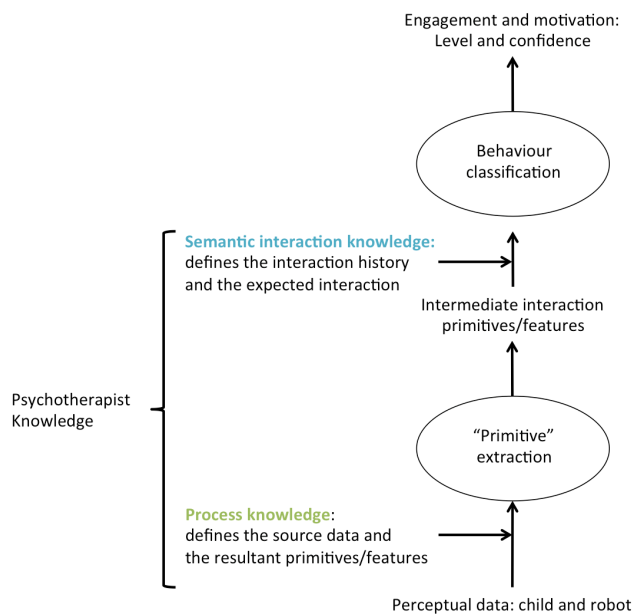 Engagement and motivation:
Level and confidence
Behaviour
classification
Semantic interaction knowledge:
defines the interaction history
and the expected interaction
Intermediate interaction
primitives/features
Psychotherapist
Knowledge
“Primitive”
extraction
Process knowledge:
defines the source data and
the resultant primitives/features
Perceptual data: child and robot